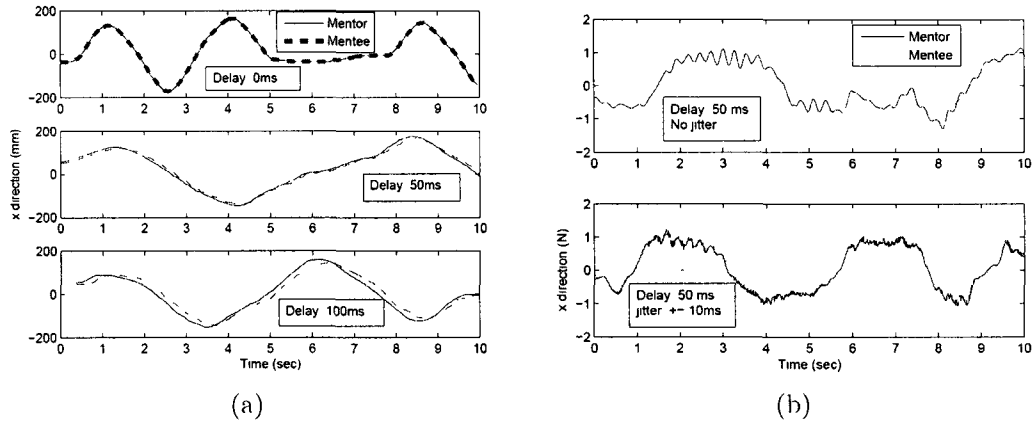 200
0
−200
0 1 2 3 4 5 6 7 8 9 10
Mentor
Mentee
Delay 0ms
200
0
−200
0 1 2 3 4 5 6 7 8 9 10
x direction (mm)
Delay 50ms
200
0
−200
0 1 2 3 4 5 6 7 8 9 10
Delay 100ms
Time (sec)
(a)
2
1
0
−1
−2
0 1 2 3 4 5 6 7 8 9 10
Mentor
Mentee
Delay 50 ms
No jitter
2
1
0
−1
−2
0 1 2 3 4 5 6 7 8 9 10
x direction (N)
Delay 50 ms
jitter +− 10ms
Time (sec)
(b)